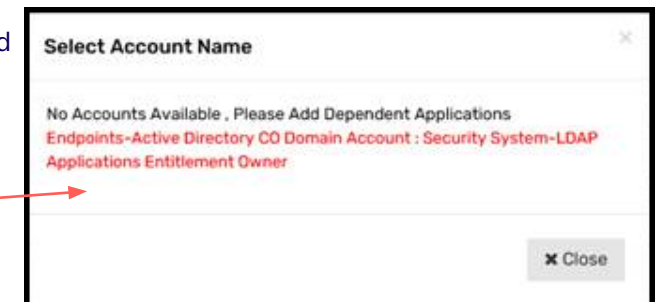 d
Select Account Name
×
No Accounts Available , Please Add Dependent Applications
Endpoints-Active Directory CO Domain Account : Security System-LDAP
Applications Entitlement Owner
✖ Close